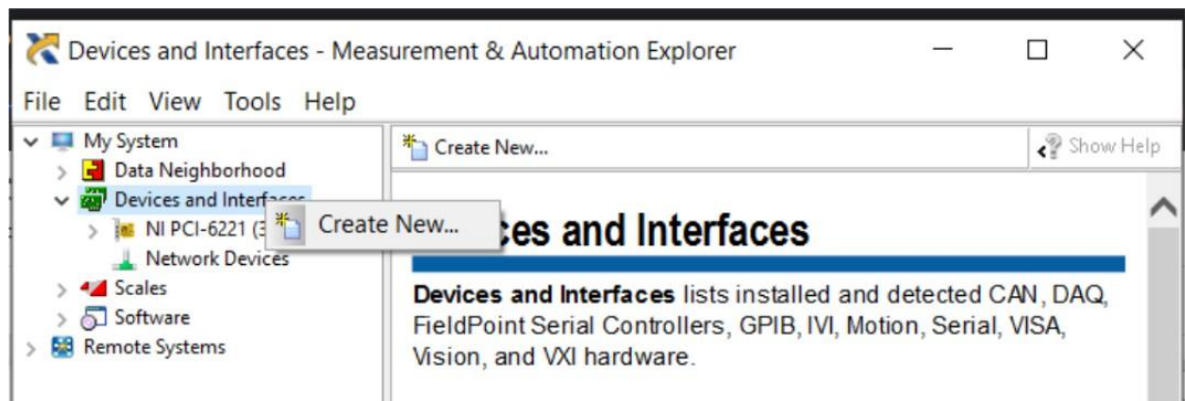 Devices and Interfaces - Measurement & Automation Explorer
File Edit View Tools Help
My System
Data Neighborhood
Devices and Interfaces
NI PCI-6221 (3
Network Devices
Scales
Software
Remote Systems
Create New...
Create New...
Show Help
ces and Interfaces
Devices and Interfaces lists installed and detected CAN, DAQ,
FieldPoint Serial Controllers, GPIB, IVI, Motion, Serial, VISA,
Vision, and VXI hardware.